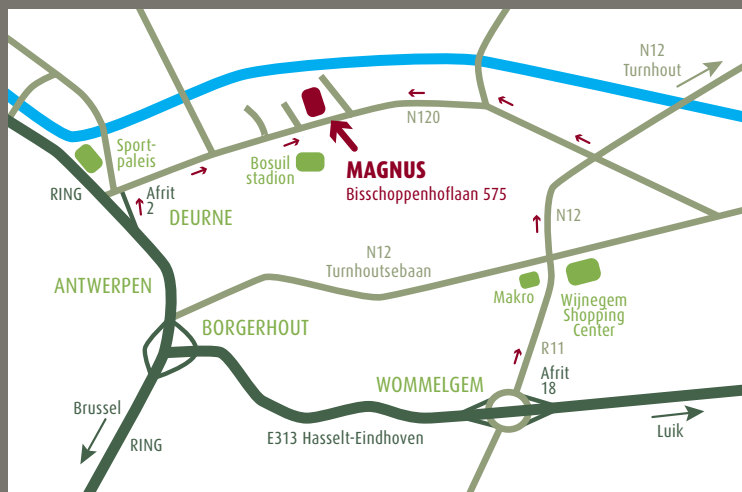 N12
Turnhout
N120
Sport-
paleis
Bosuil
stadion
MAGNUS
Bisschoppenhoflaan 575
RING
Afrit
2
DEURNE
N12
N12
Turnhoutsebaan
ANTWERPEN
Makro
Wijnegem
Shopping
Center
BORGERHOUT
R11
Afrit
18
WOMMELGEM
Brussel
RING
E313 Hasselt-Eindhoven
Luik